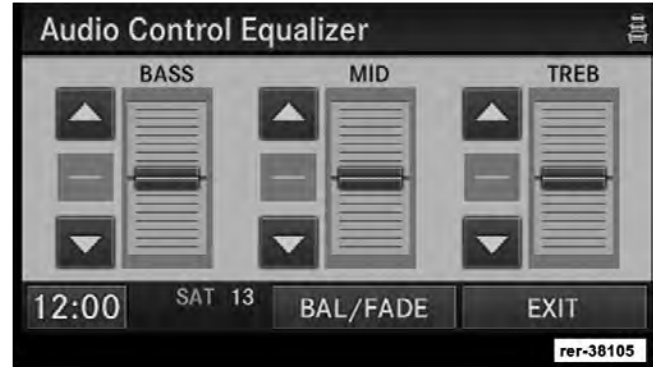 Audio Control Equalizer
BASS MID TREB
12:00 SAT 13 BAL/FADE EXIT
rer-38105